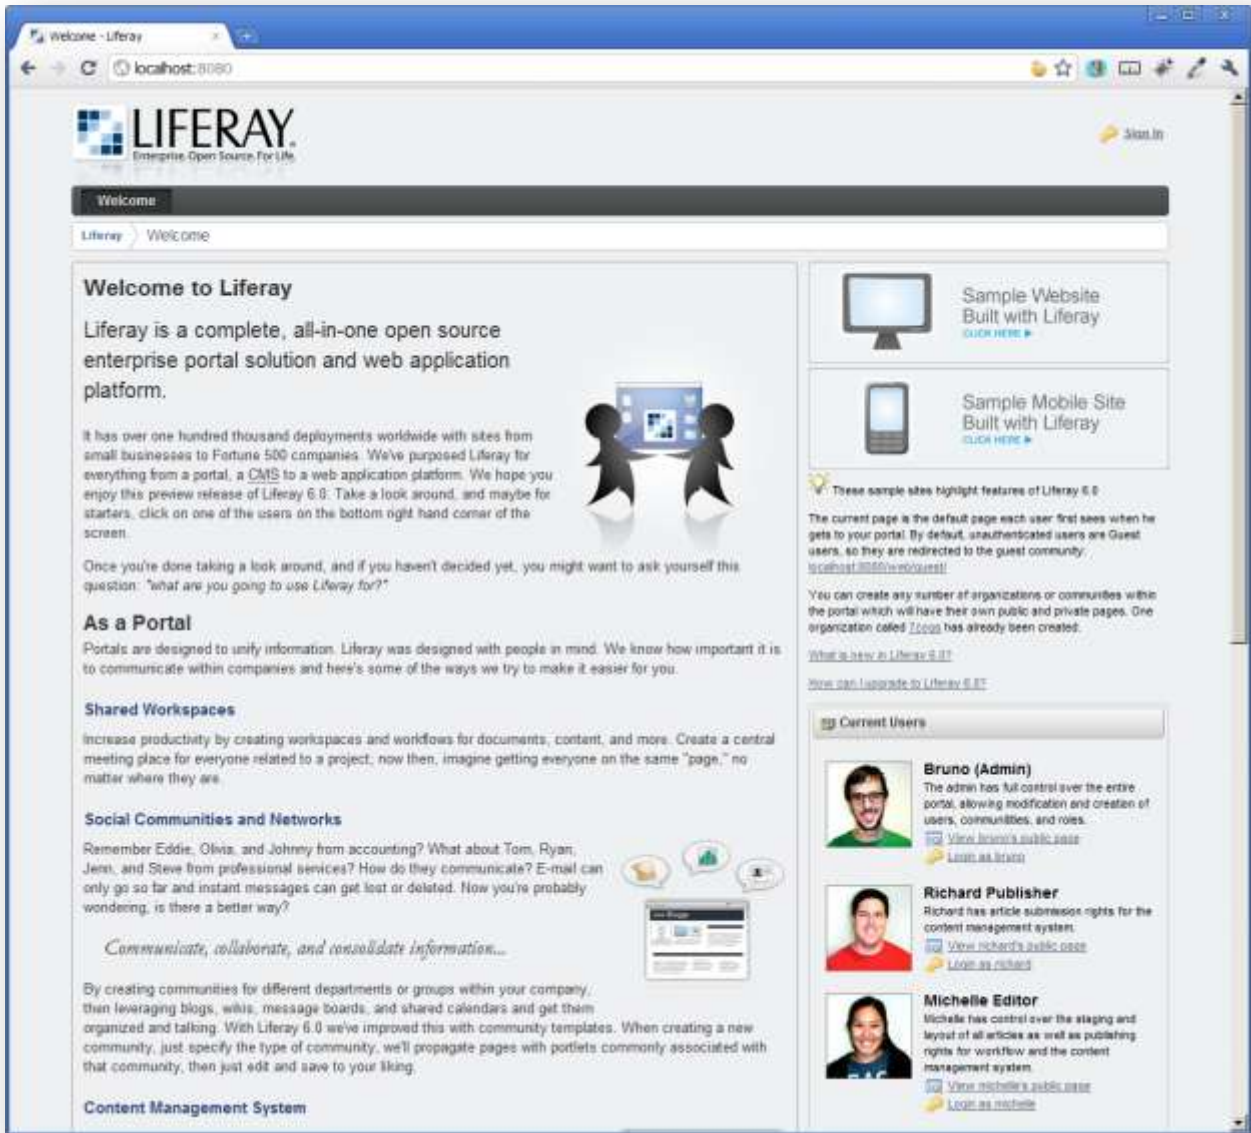 Welcome - Liferay
localhost:8080
LIFERAY.
Enterprise. Open Source. For Life.
Sign In
Welcome
Liferay
Welcome
Welcome to Liferay
Liferay is a complete, all-in-one open source
enterprise portal solution and web application
platform.
It has over one hundred thousand deployments worldwide with sites from
small businesses to Fortune 500 companies. We've purposed Liferay for
everything from a portal, a CMS to a web application platform. We hope you
enjoy this preview release of Liferay 6.0. Take a look around, and maybe for
starters, click on one of the users on the bottom right hand corner of the
screen.
Once you're done taking a look around, and if you haven't decided yet, you might want to ask yourself this
question: "what are you going to use Liferay for?"
As a Portal
Portals are designed to unify information. Liferay was designed with people in mind. We know how important it is
to communicate within companies and here's some of the ways we try to make it easier for you.
Shared Workspaces
Increase productivity by creating workspaces and workflows for documents, content, and more. Create a central
meeting place for everyone related to a project, now then, imagine getting everyone on the same "page," no
matter where they are.
Social Communities and Networks
Remember Eddie, Olivia, and Johnny from accounting? What about Tom, Ryan,
Jenn, and Steve from professional services? How do they communicate? E-mail can
only go so far and instant messages can get lost or deleted. Now you're probably
wondering, is there a better way?
Communicate, collaborate, and consolidate information...
By creating communities for different departments or groups within your company,
then leveraging blogs, wikis, message boards, and shared calendars and get them
organized and talking. With Liferay 6.0 we've improved this with community templates. When creating a new
community, just specify the type of community, we'll propagate pages with portlets commonly associated with
that community, then just edit and save to your liking.
Content Management System
Sample Website
Built with Liferay
CLICK HERE
Sample Mobile Site
Built with Liferay
CLICK HERE
These sample sites highlight features of Liferay 6.0
The current page is the default page each user first sees when he
gets to your portal. By default, unauthenticated users are Guest
users, so they are redirected to the guest community:
localhost:8080/web/guest/
You can create any number of organizations or communities within
the portal which will have their own public and private pages. One
organization called 7cogs has already been created.
What is new in Liferay 6.0?
How can I upgrade to Liferay 6.0?
Current Users
Bruno (Admin)
The admin has full control over the entire
portal, allowing modification and creation of
users, communitites, and roles.
View bruno's public page
Login as bruno
Richard Publisher
Richard has article submission rights for the
content management system.
View richard's public page
Login as richard
Michelle Editor
Michelle has control over the staging and
layout of all articles as well as publishing
rights for workflow and the content
management system.
View michelle's public page
Login as michelle